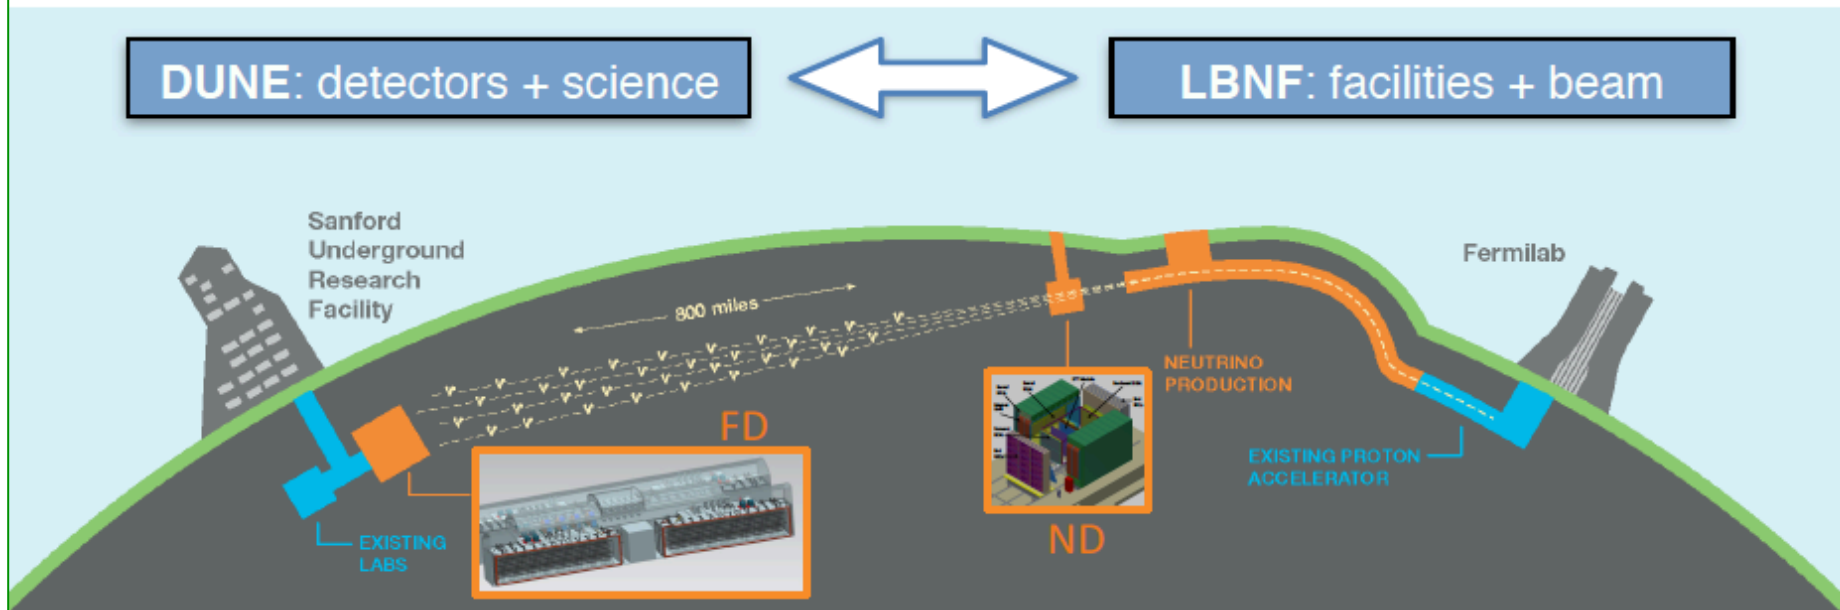 DUNE: detectors + science
LBNF: facilities + beam
Sanford
Underground
Research
Facility
Fermilab
800 miles
NEUTRINO
PRODUCTION
FD
EXISTING PROTON
ACCELERATOR
ND
EXISTING
LABS